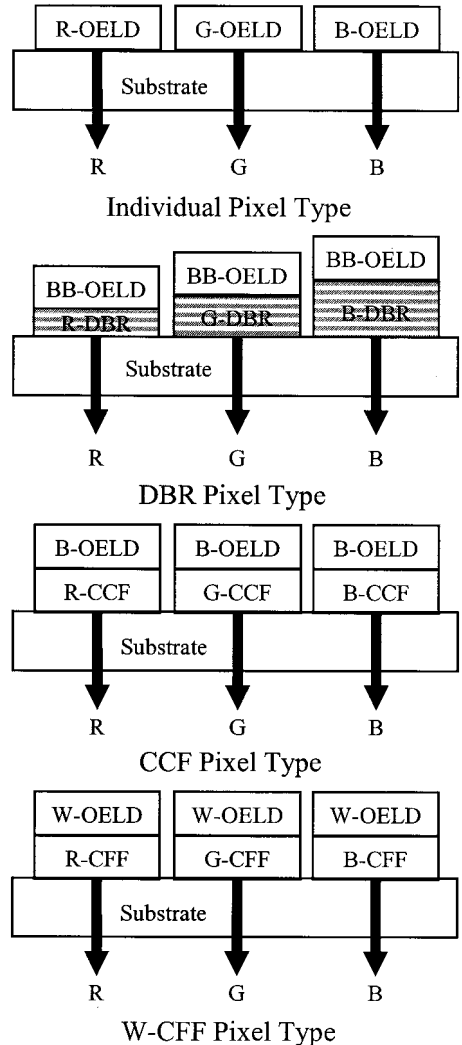 R-OELD G-OELD B-OELD
Substrate
R G B
Individual Pixel Type
BB-OELD BB-OELD BB-OELD
R-DBR G-DBR B-DBR
Substrate
R G B
DBR Pixel Type
B-OELD B-OELD B-OELD
R-CCF G-CCF B-CCF
Substrate
R G B
CCF Pixel Type
W-OELD W-OELD W-OELD
R-CFF G-CFF B-CFF
Substrate
R G B
W-CFF Pixel Type